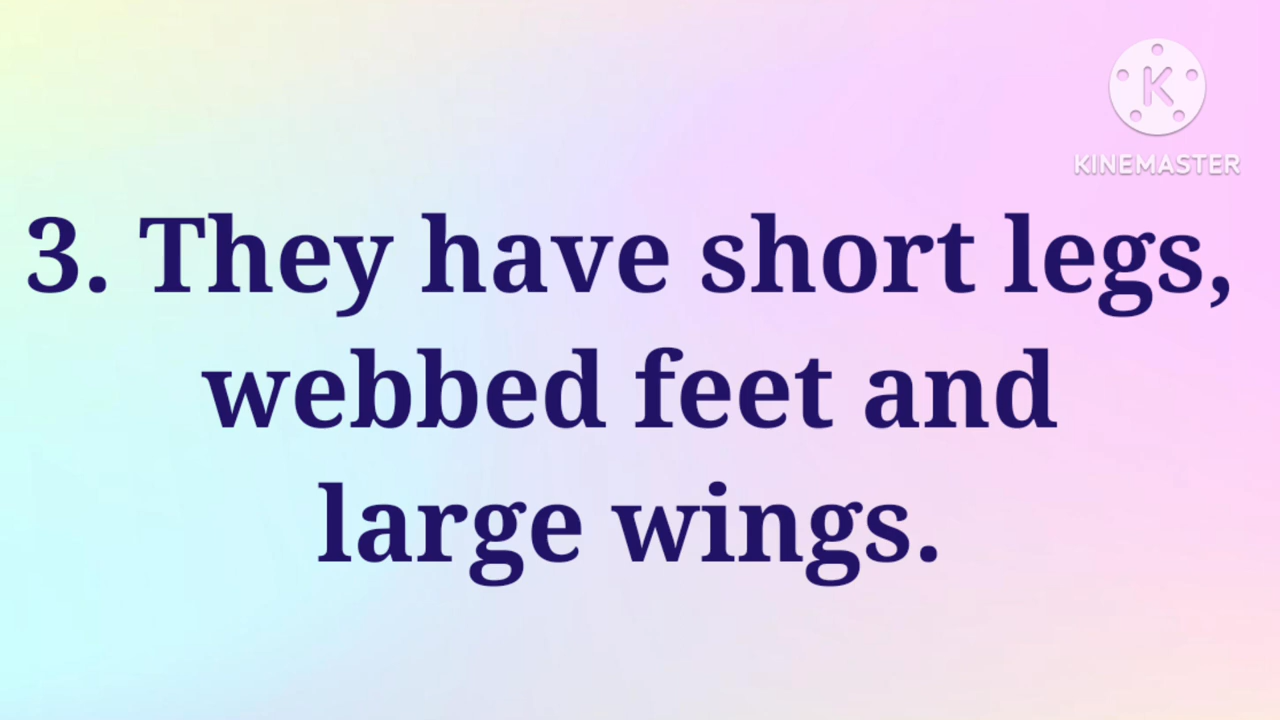 K
KINEMASTER
3. They have short legs,
webbed feet and
large wings.